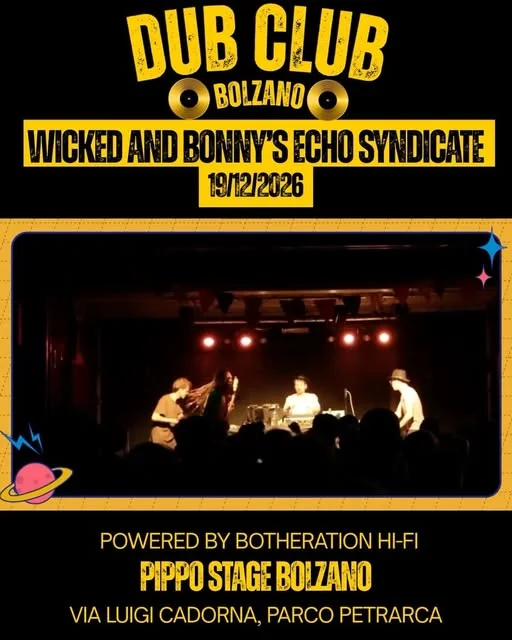 DUB CLUB
BOLZANO
WICKED AND BONNY'S ECHO SYNDICATE
19/12/2026
POWERED BY BOTHERATION HI-FI
PIPPO STAGE BOLZANO
VIA LUIGI CADORNA, PARCO PETRARCA